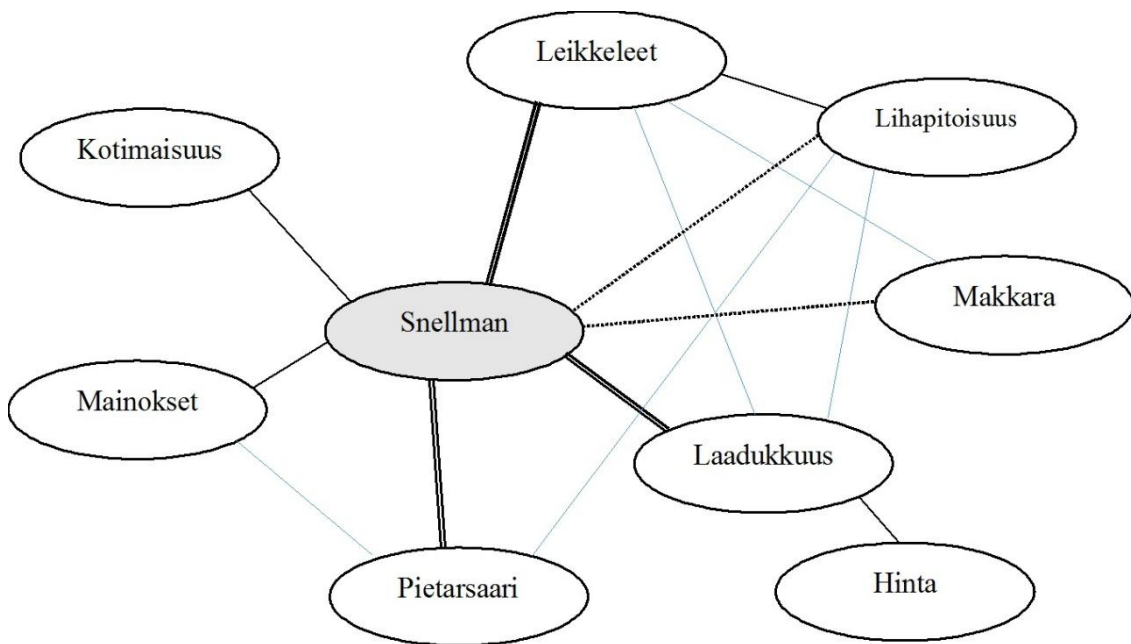 Leikkeleet
Lihapitoisuus
Kotimaisuus
Makkara
Snellman
Mainokset
Laadukkuus
Pietarsaari
Hinta